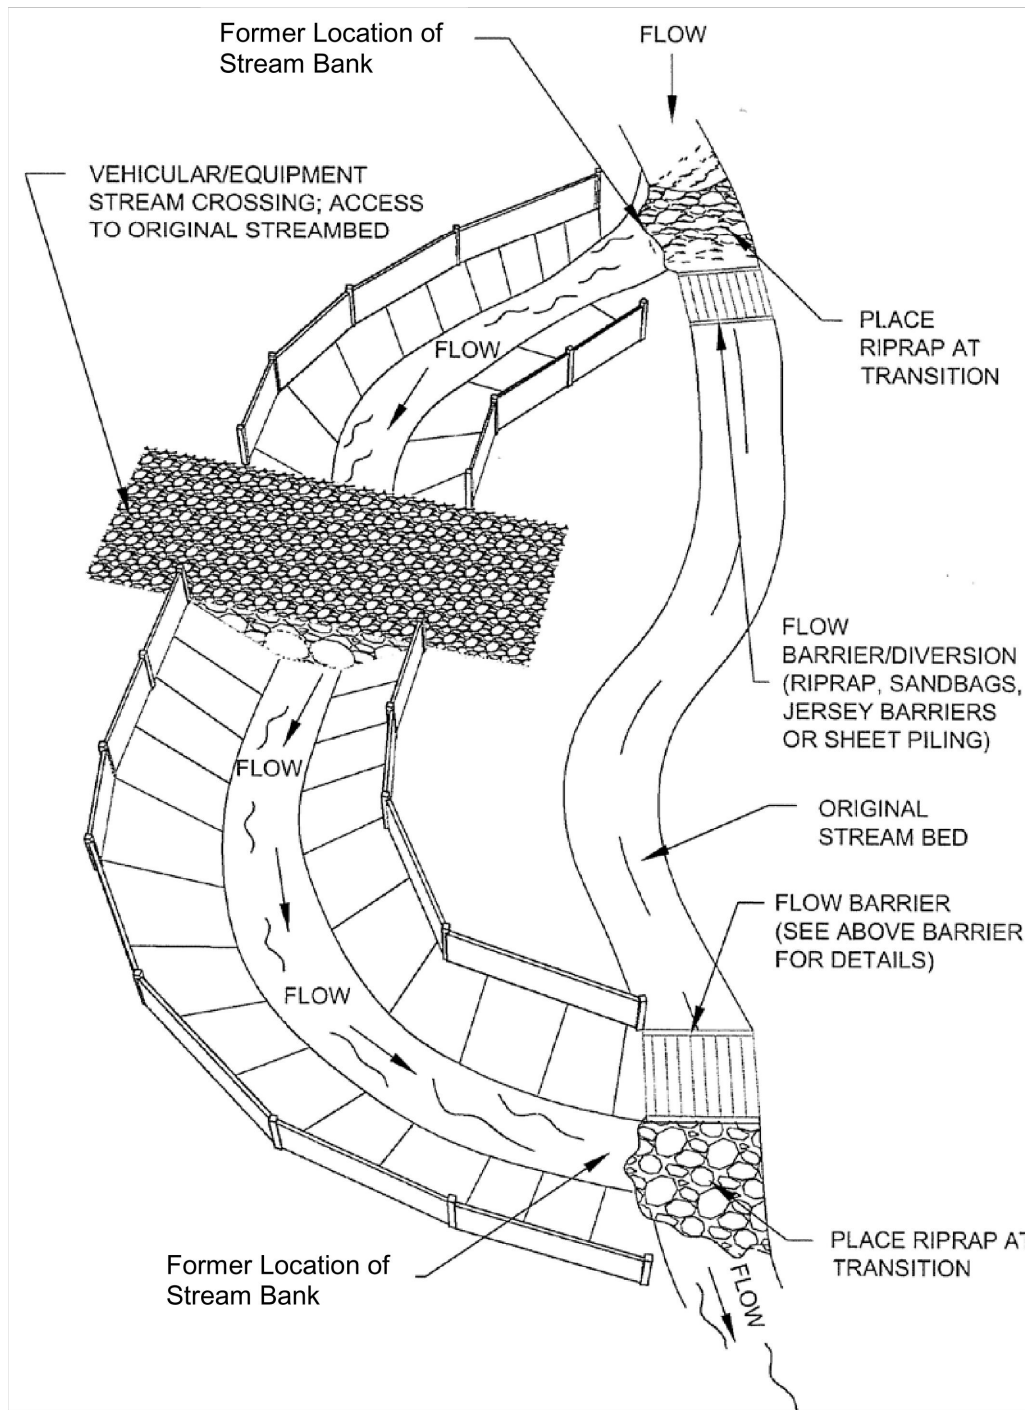 Former Location of
Stream Bank
FLOW
VEHICULAR/EQUIPMENT
STREAM CROSSING; ACCESS
TO ORIGINAL STREAMBED
PLACE
RIPRAP AT
TRANSITION
FLOW
FLOW
BARRIER/DIVERSION
(RIPRAP, SANDBAGS,
JERSEY BARRIERS
OR SHEET PILING)
FLOW
ORIGINAL
STREAM BED
FLOW BARRIER
(SEE ABOVE BARRIER
FOR DETAILS)
FLOW
PLACE RIPRAP AT
TRANSITION
Former Location of
Stream Bank
FLOW